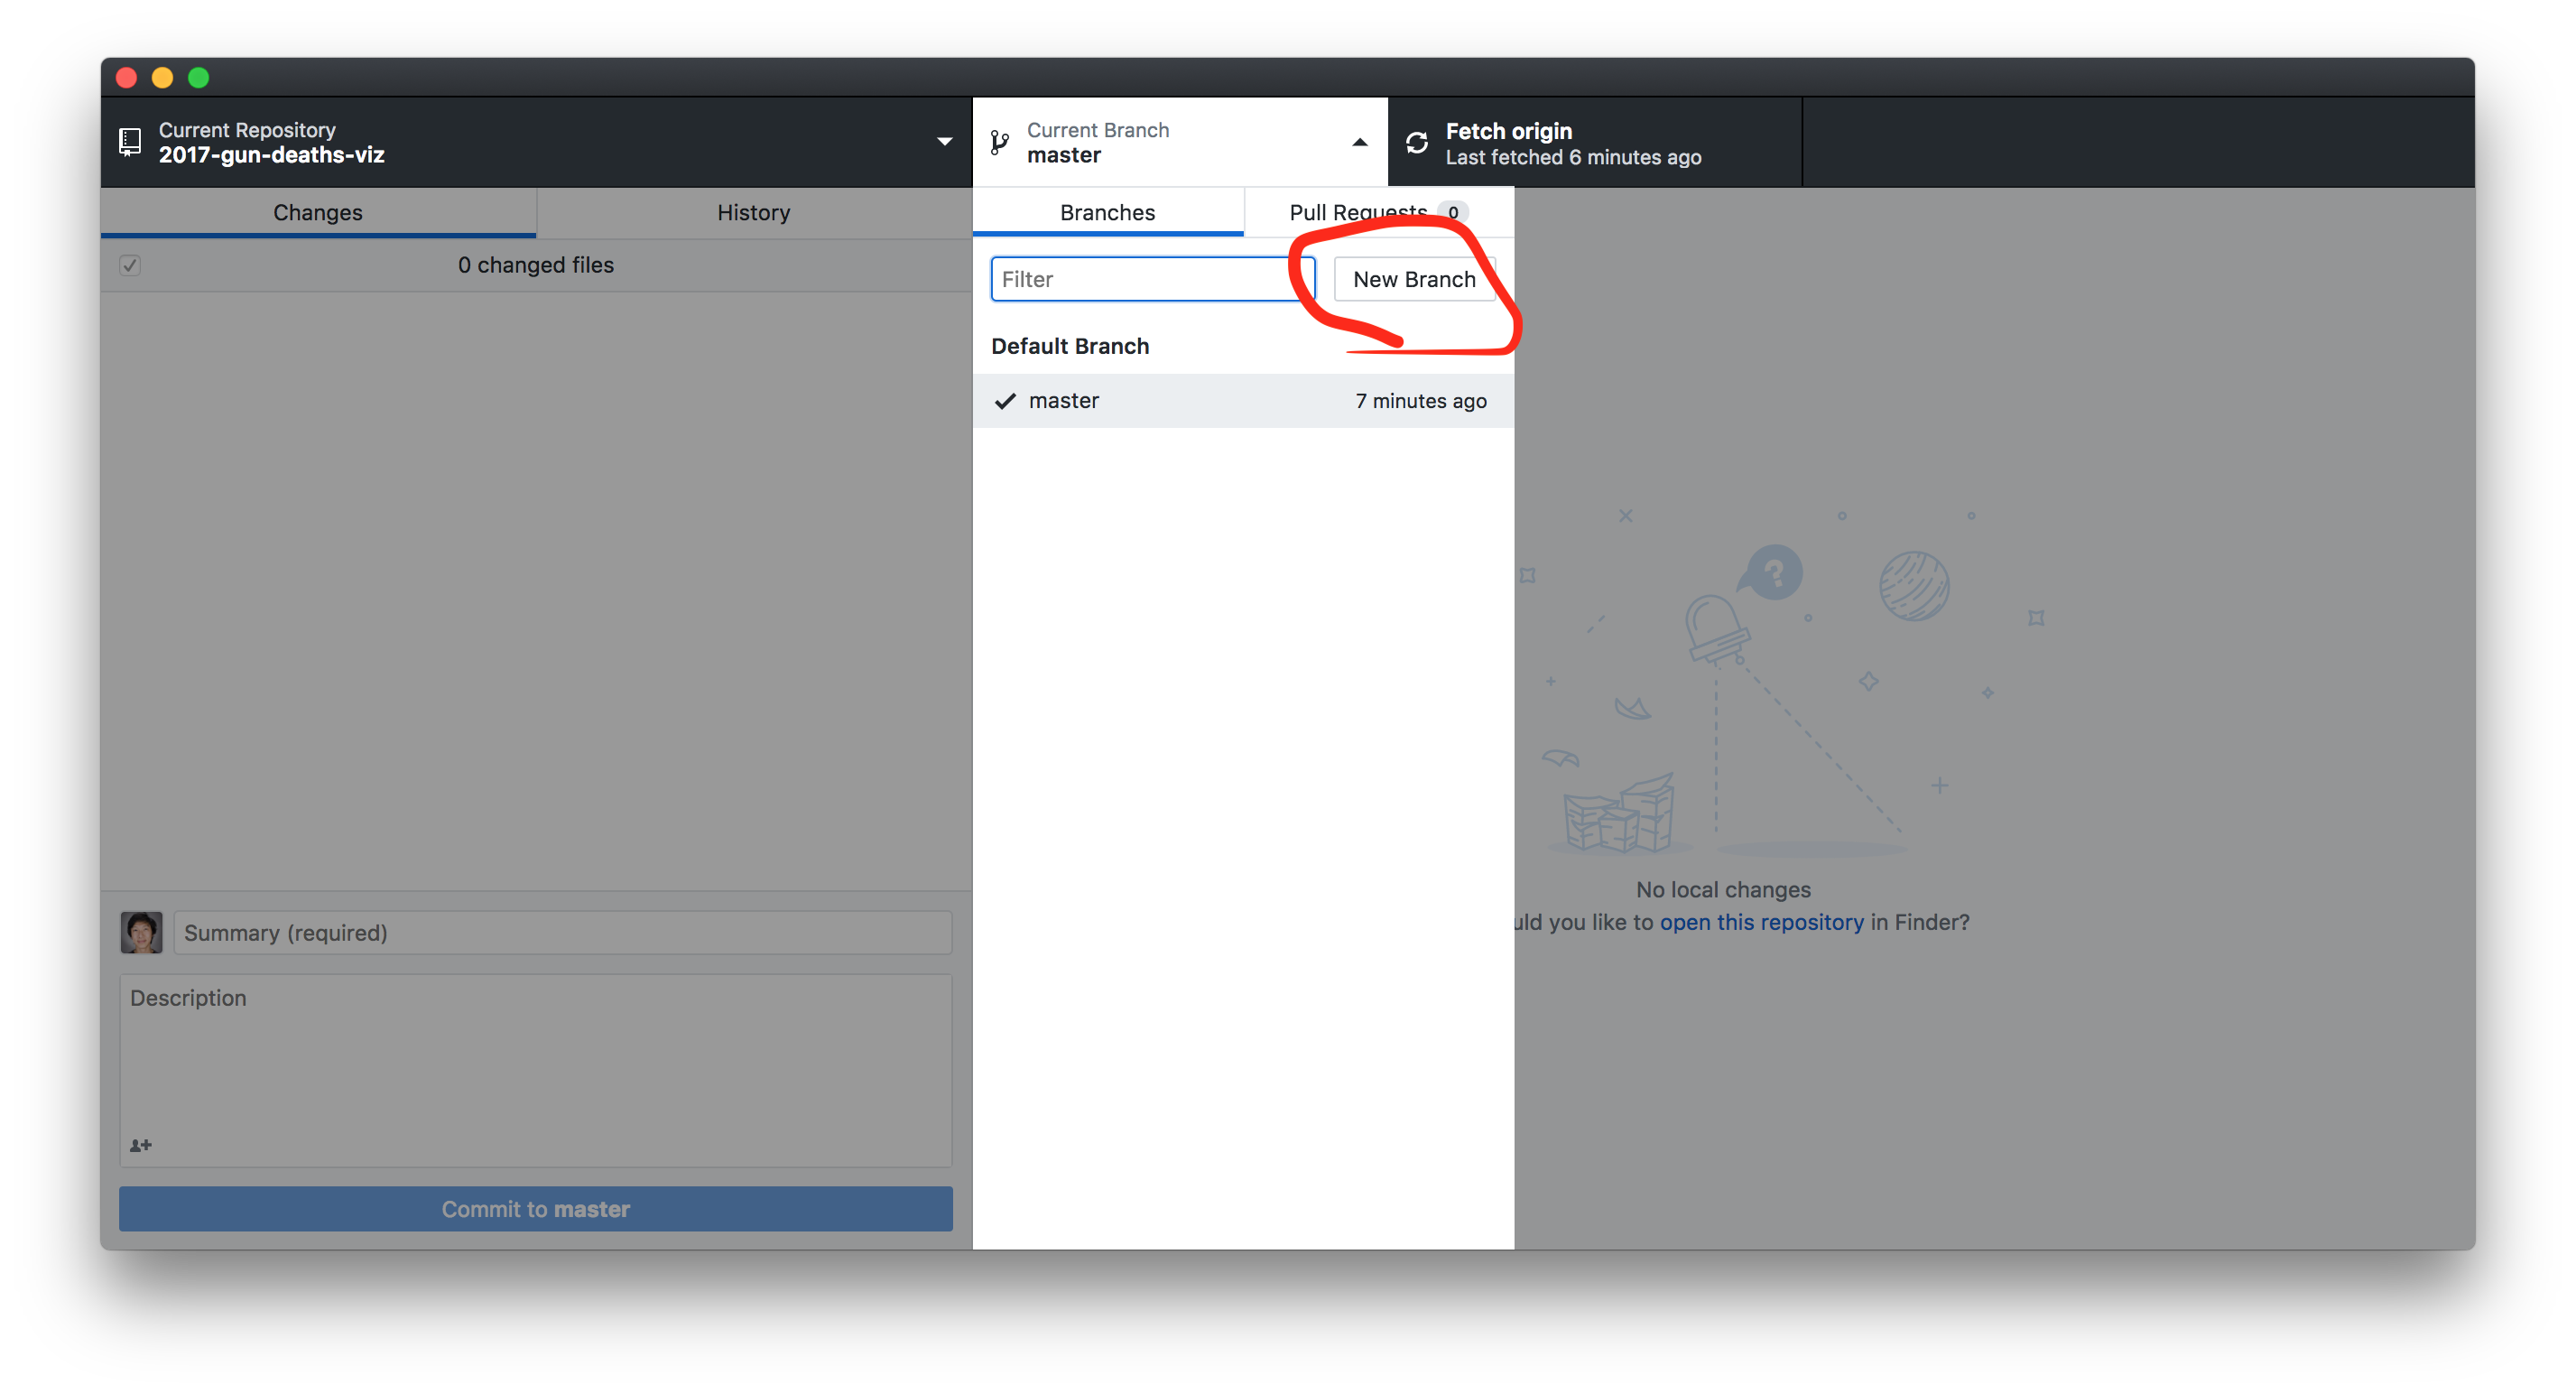 Current Repository
2017-gun-deaths-viz
Current Branch
master
Fetch origin
Last fetched 6 minutes ago
Changes
History
Branches
Pull Requests 0
0 changed files
Filter
New Branch
Default Branch
master
7 minutes ago
?
No local changes
uld you like to open this repository in Finder?
Summary (required)
Description
Commit to master